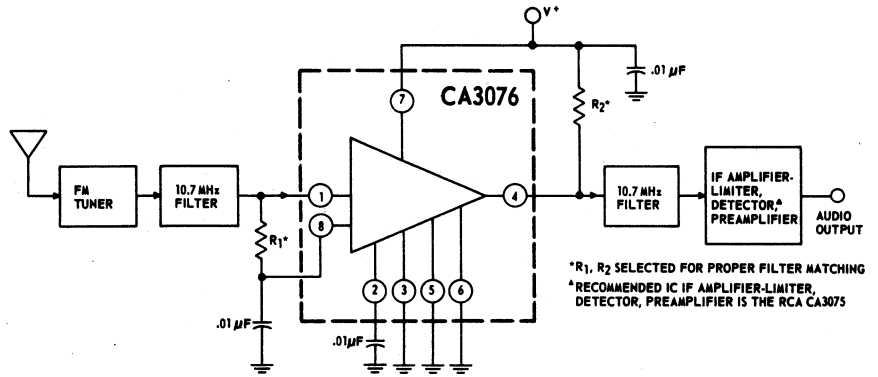 V+
.01 µF
R2*
CA3076
7
FM
TUNER
10.7 MHz
FILTER
1
8
4
R1*
10.7 MHz
FILTER
IF AMPLIFIER-
LIMITER,
DETECTOR,△
PREAMPLIFIER
AUDIO
OUTPUT
2
3
5
6
.01 µF
.01µF
*R1, R2 SELECTED FOR PROPER FILTER MATCHING
△RECOMMENDED IC IF AMPLIFIER-LIMITER,
DETECTOR, PREAMPLIFIER IS THE RCA CA3075